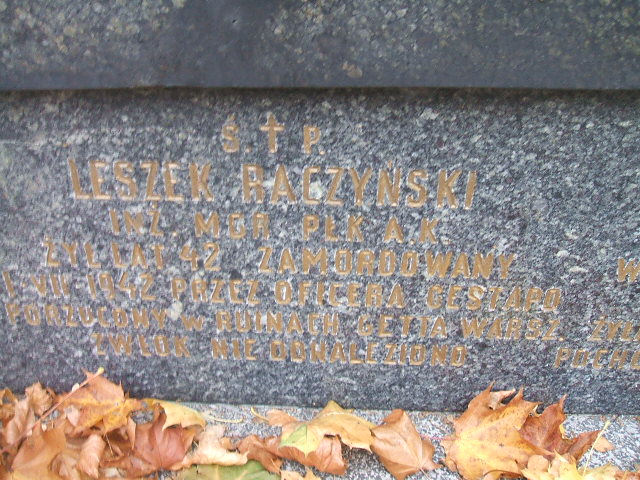 Ś. † P.
LESZEK RACZYŃSKI
INŻ. MGR PŁK A.K.
ŻYŁ LAT 42 ZAMORDOWANY
1.VII 1942 PRZEZ OFICERA GESTAPO
PORZUCONY W RUINACH GETTA WARSZ.
ZWŁOK NIE ODNALEZIONO